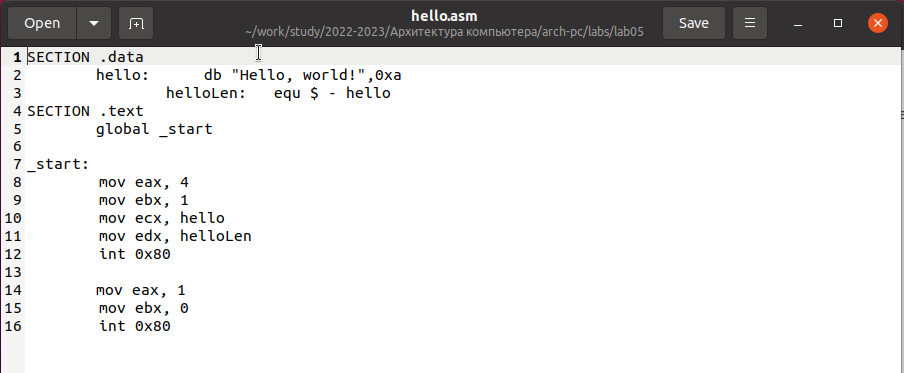 hello.asm
Open
~/work/study/2022-2023/Архитектура компьютера/arch-pc/labs/lab05
Save
1 SECTION .data
2 hello: db "Hello, world!",0xa
3 helloLen: equ $ - hello
4 SECTION .text
5 global _start
6
7 _start:
8 mov eax, 4
9 mov ebx, 1
10 mov ecx, hello
11 mov edx, helloLen
12 int 0x80
13
14 mov eax, 1
15 mov ebx, 0
16 int 0x80